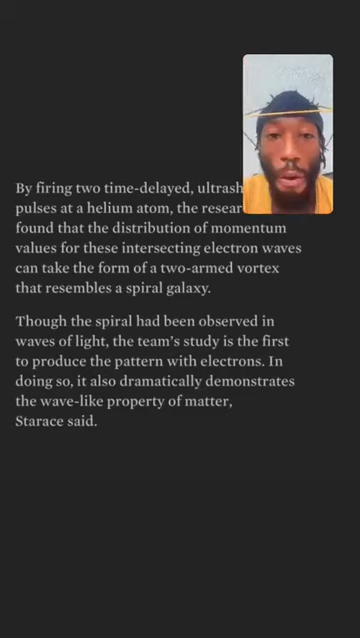 By firing two time-delayed, ultrash
pulses at a helium atom, the resear
found that the distribution of momentum
values for these intersecting electron waves
can take the form of a two-armed vortex
that resembles a spiral galaxy.
Though the spiral had been observed in
waves of light, the team’s study is the first
to produce the pattern with electrons. In
doing so, it also dramatically demonstrates
the wave-like property of matter,
Starace said.